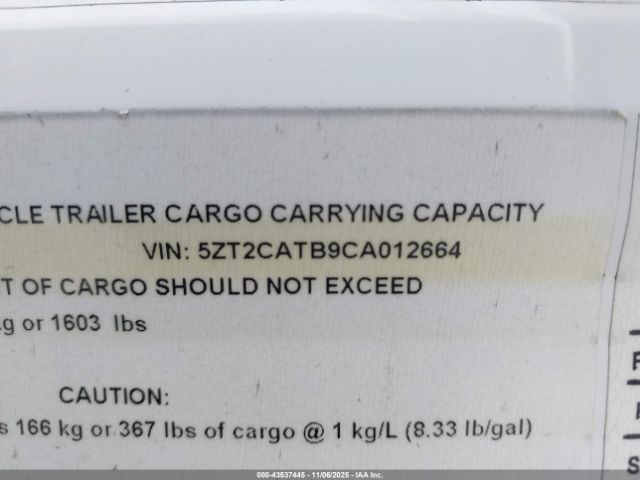 CLE TRAILER CARGO CARRYING CAPACITY
VIN: 5ZT2CATB9CA012664
T OF CARGO SHOULD NOT EXCEED
kg or 1603 lbs
CAUTION:
s 166 kg or 367 lbs of cargo @ 1 kg/L (8.33 lb/gal)
F
S
000-43537445 - 11/06/2025 - IAA Inc.